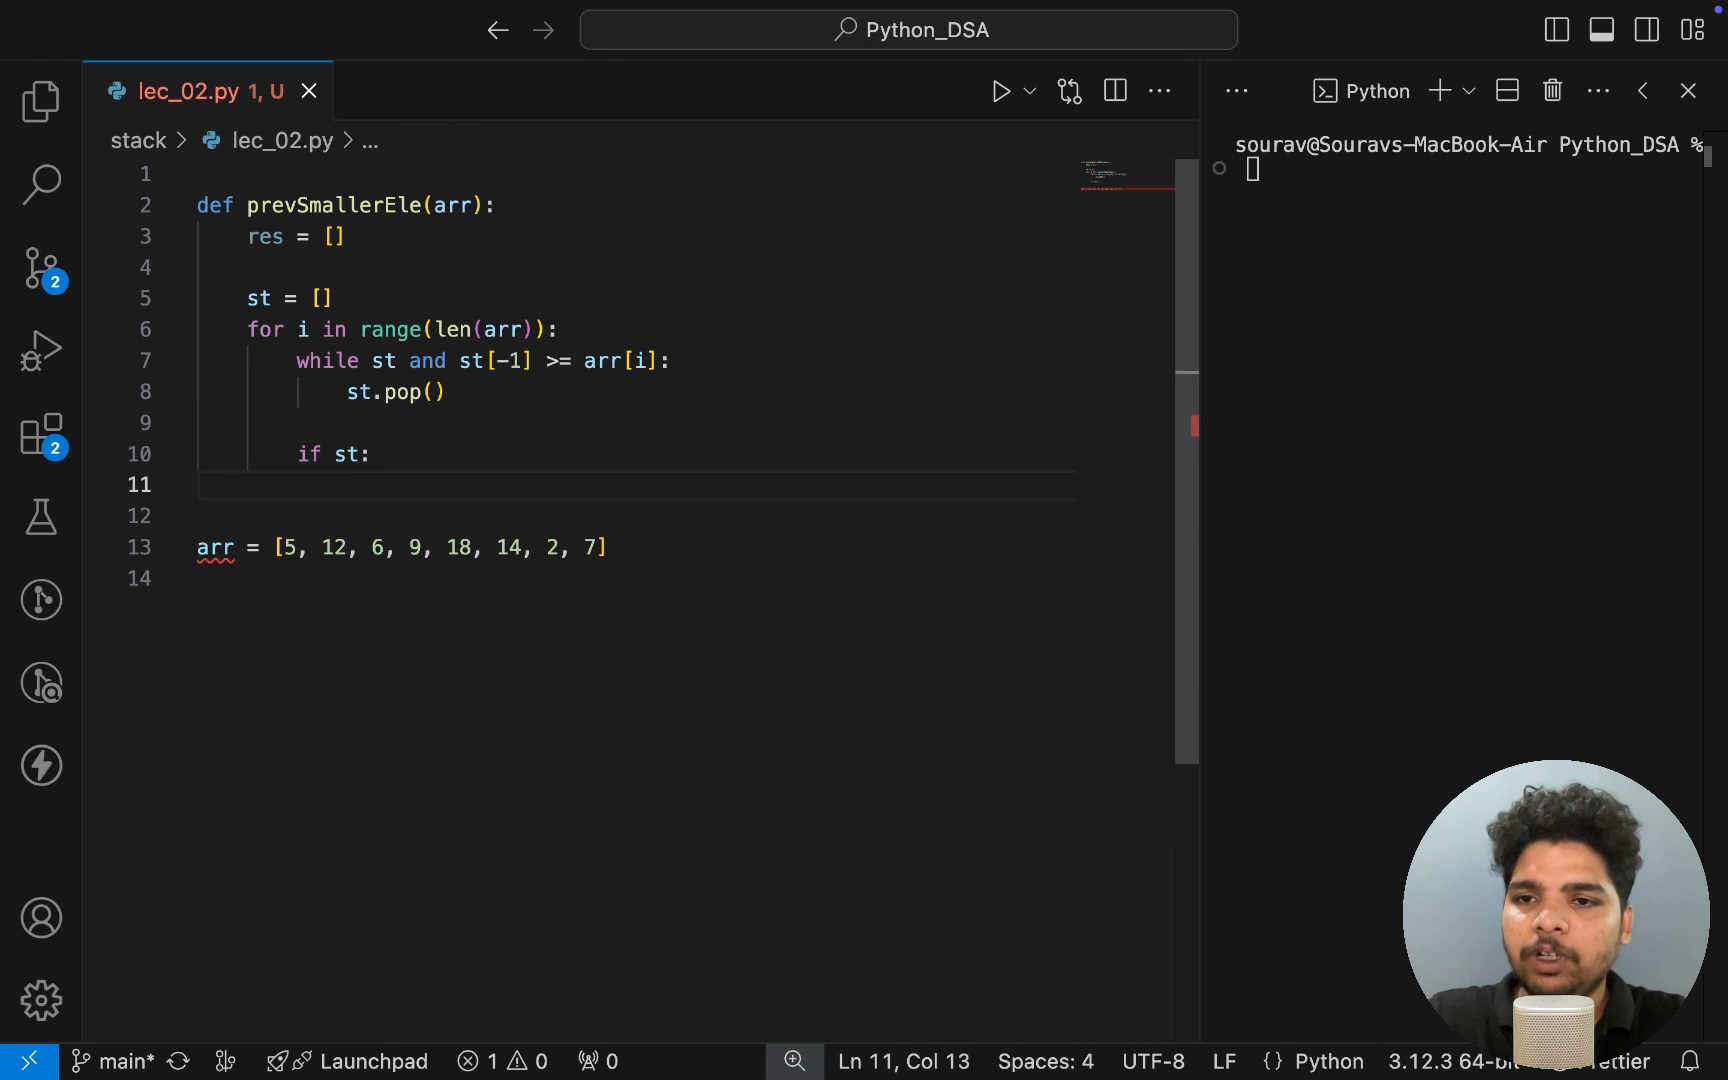 Python_DSA
lec_02.py 1, U
Python
stack > lec_02.py > ...
sourav@Souravs-MacBook-Air Python_DSA %
1
2 def prevSmallerEle(arr):
3 res = []
4
5 st = []
6 for i in range(len(arr)):
7 while st and st[-1] >= arr[i]:
8 st.pop()
9
10 if st:
11
12
13 arr = [5, 12, 6, 9, 18, 14, 2, 7]
14
2
2
main* Launchpad 1 0 0 Ln 11, Col 13 Spaces: 4 UTF-8 LF {} Python 3.12.3 64-bit